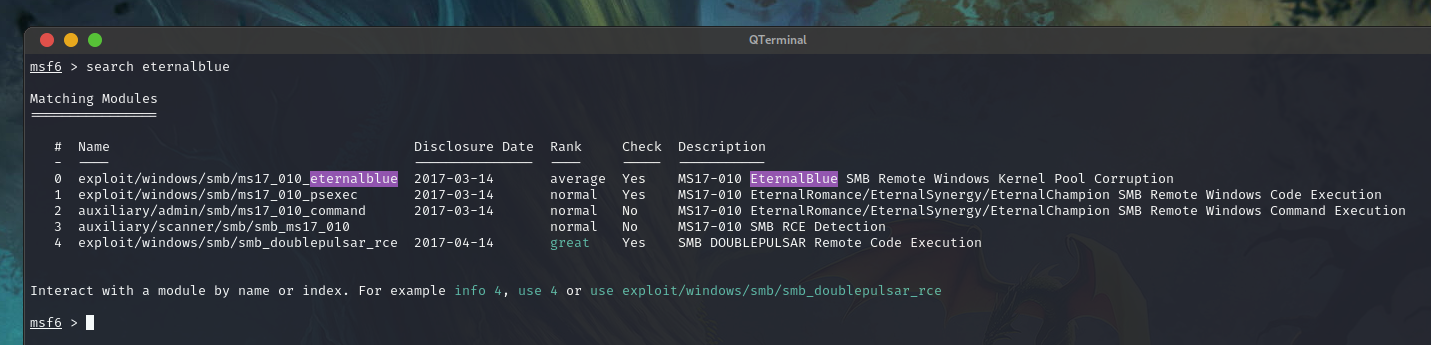 QTerminal
msf6 > search eternalblue
Matching Modules
================
# Name Disclosure Date Rank Check Description
- ---- --------------- ---- ----- -----------
0 exploit/windows/smb/ms17_010_eternalblue 2017-03-14 average Yes MS17-010 EternalBlue SMB Remote Windows Kernel Pool Corruption
1 exploit/windows/smb/ms17_010_psexec 2017-03-14 normal Yes MS17-010 EternalRomance/EternalSynergy/EternalChampion SMB Remote Windows Code Execution
2 auxiliary/admin/smb/ms17_010_command 2017-03-14 normal No MS17-010 EternalRomance/EternalSynergy/EternalChampion SMB Remote Windows Command Execution
3 auxiliary/scanner/smb/smb_ms17_010 normal No MS17-010 SMB RCE Detection
4 exploit/windows/smb/smb_doublepulsar_rce 2017-04-14 great Yes SMB DOUBLEPULSAR Remote Code Execution
Interact with a module by name or index. For example info 4, use 4 or use exploit/windows/smb/smb_doublepulsar_rce
msf6 >